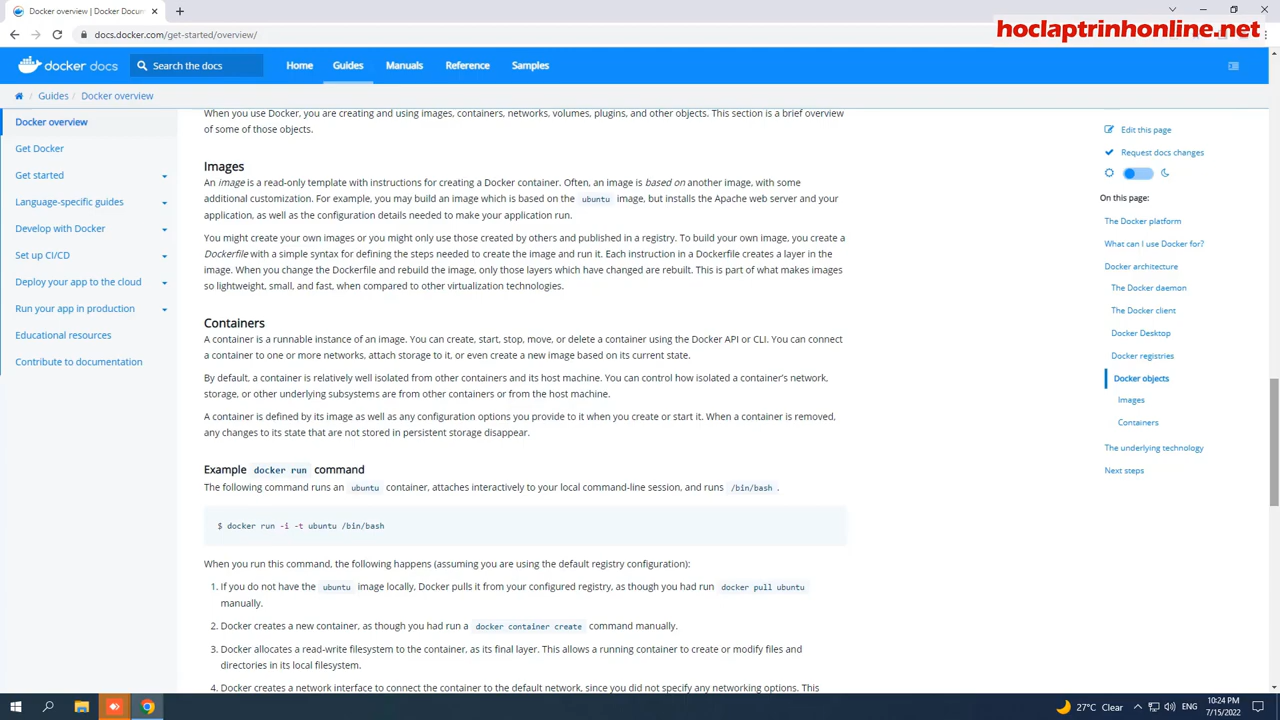 Docker overview | Docker Docum
hoclaptrinhonline.net
docs.docker.com/get-started/overview/
docker docs
Search the docs
Home
Guides
Manuals
Reference
Samples
Guides / Docker overview
Docker overview
Get Docker
Get started
Language-specific guides
Develop with Docker
Set up CI/CD
Deploy your app to the cloud
Run your app in production
Educational resources
Contribute to documentation
When you use Docker, you are creating and using images, containers, networks, volumes, plugins, and other objects. This section is a brief overview
of some of those objects.
Images
An image is a read-only template with instructions for creating a Docker container. Often, an image is based on another image, with some
additional customization. For example, you may build an image which is based on the ubuntu image, but installs the Apache web server and your
application, as well as the configuration details needed to make your application run.
You might create your own images or you might only use those created by others and published in a registry. To build your own image, you create a
Dockerfile with a simple syntax for defining the steps needed to create the image and run it. Each instruction in a Dockerfile creates a layer in the
image. When you change the Dockerfile and rebuild the image, only those layers which have changed are rebuilt. This is part of what makes images
so lightweight, small, and fast, when compared to other virtualization technologies.
Containers
A container is a runnable instance of an image. You can create, start, stop, move, or delete a container using the Docker API or CLI. You can connect
a container to one or more networks, attach storage to it, or even create a new image based on its current state.
By default, a container is relatively well isolated from other containers and its host machine. You can control how isolated a container's network,
storage, or other underlying subsystems are from other containers or from the host machine.
A container is defined by its image as well as any configuration options you provide to it when you create or start it. When a container is removed,
any changes to its state that are not stored in persistent storage disappear.
Example docker run command
The following command runs an ubuntu container, attaches interactively to your local command-line session, and runs /bin/bash .
$ docker run -i -t ubuntu /bin/bash
When you run this command, the following happens (assuming you are using the default registry configuration):
1. If you do not have the ubuntu image locally, Docker pulls it from your configured registry, as though you had run docker pull ubuntu
manually.
2. Docker creates a new container, as though you had run a docker container create command manually.
3. Docker allocates a read-write filesystem to the container, as its final layer. This allows a running container to create or modify files and
directories in its local filesystem.
4. Docker creates a network interface to connect the container to the default network, since you did not specify any networking options. This
Edit this page
Request docs changes
On this page:
The Docker platform
What can I use Docker for?
Docker architecture
The Docker daemon
The Docker client
Docker Desktop
Docker registries
Docker objects
Images
Containers
The underlying technology
Next steps
27°C Clear
ENG
10:24 PM
7/15/2022